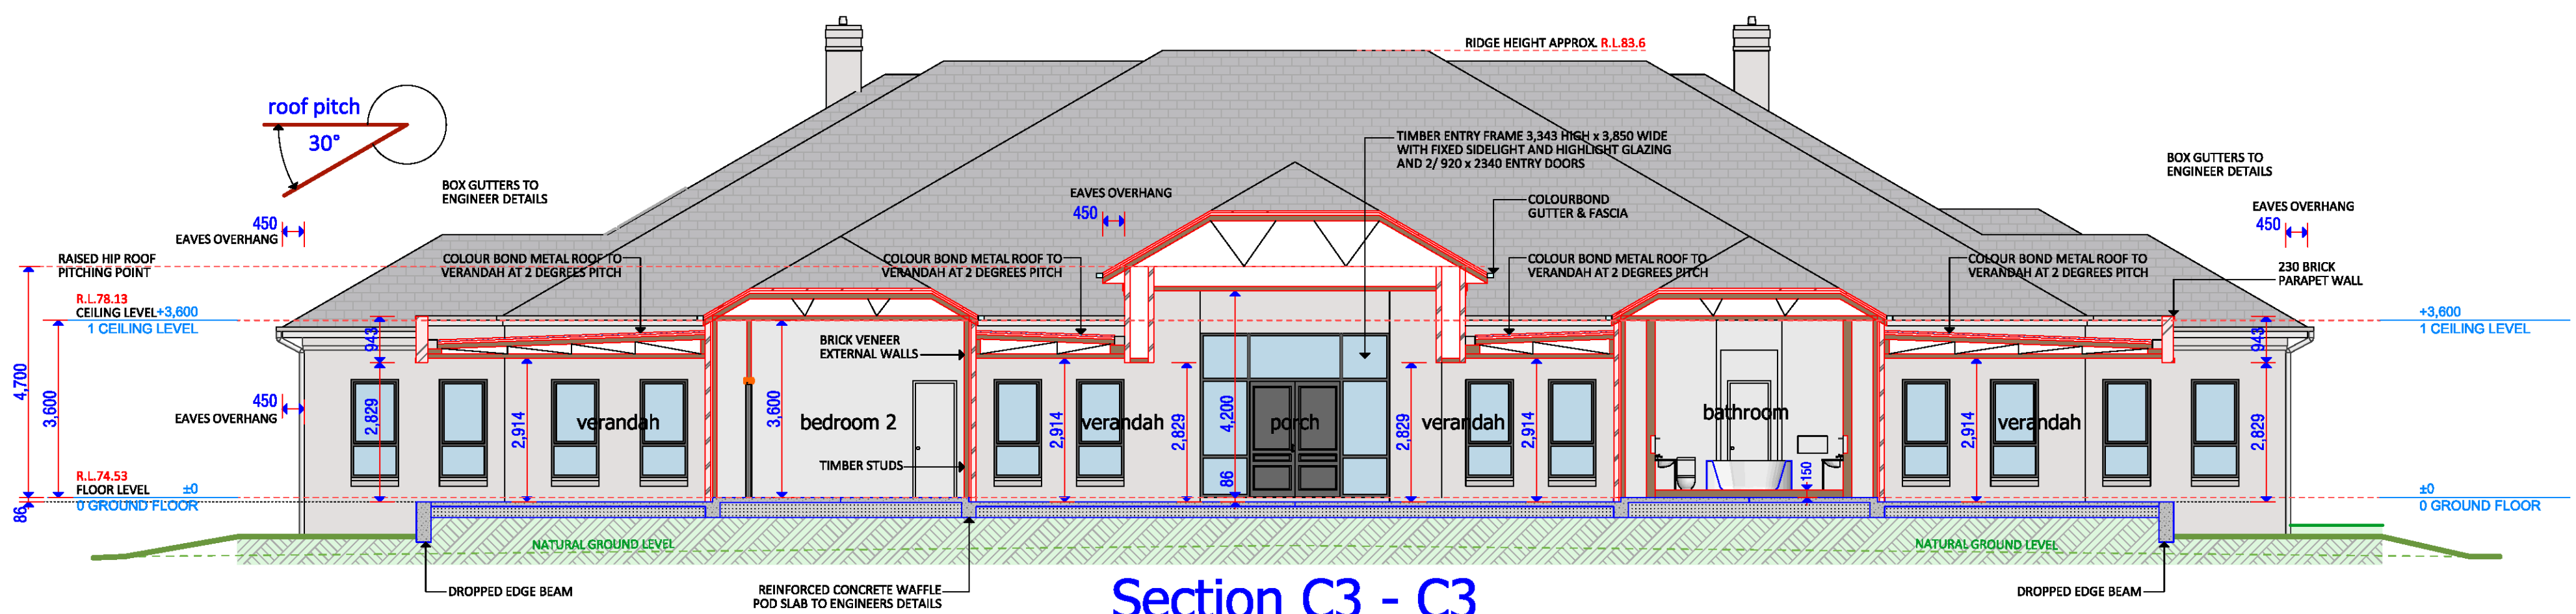 RIDGE HEIGHT APPROX. R.L.83.6
roof pitch
30°
BOX GUTTERS TO
ENGINEER DETAILS
450
EAVES OVERHANG
RAISED HIP ROOF
PITCHING POINT
R.L.78.13
CEILING LEVEL+3,600
1 CEILING LEVEL
4,700
3,600
450
EAVES OVERHANG
R.L.74.53
FLOOR LEVEL ±0
0 GROUND FLOOR
86
COLOUR BOND METAL ROOF TO
VERANDAH AT 2 DEGREES PITCH
943
2,829
2,914
verandah
3,600
bedroom 2
BRICK VENEER
EXTERNAL WALLS
TIMBER STUDS
EAVES OVERHANG
450
COLOUR BOND METAL ROOF TO
VERANDAH AT 2 DEGREES PITCH
2,914
verandah
2,829
4,200
86
porch
TIMBER ENTRY FRAME 3,343 HIGH x 3,850 WIDE
WITH FIXED SIDELIGHT AND HIGHLIGHT GLAZING
AND 2/ 920 x 2340 ENTRY DOORS
COLOURBOND
GUTTER & FASCIA
COLOUR BOND METAL ROOF TO
VERANDAH AT 2 DEGREES PITCH
2,829
verandah
2,914
bathroom
150
COLOUR BOND METAL ROOF TO
VERANDAH AT 2 DEGREES PITCH
2,914
verandah
BOX GUTTERS TO
ENGINEER DETAILS
EAVES OVERHANG
450
230 BRICK
PARAPET WALL
943
2,829
+3,600
1 CEILING LEVEL
±0
0 GROUND FLOOR
NATURAL GROUND LEVEL
NATURAL GROUND LEVEL
DROPPED EDGE BEAM
REINFORCED CONCRETE WAFFLE
POD SLAB TO ENGINEERS DETAILS
Section C3 - C3
DROPPED EDGE BEAM